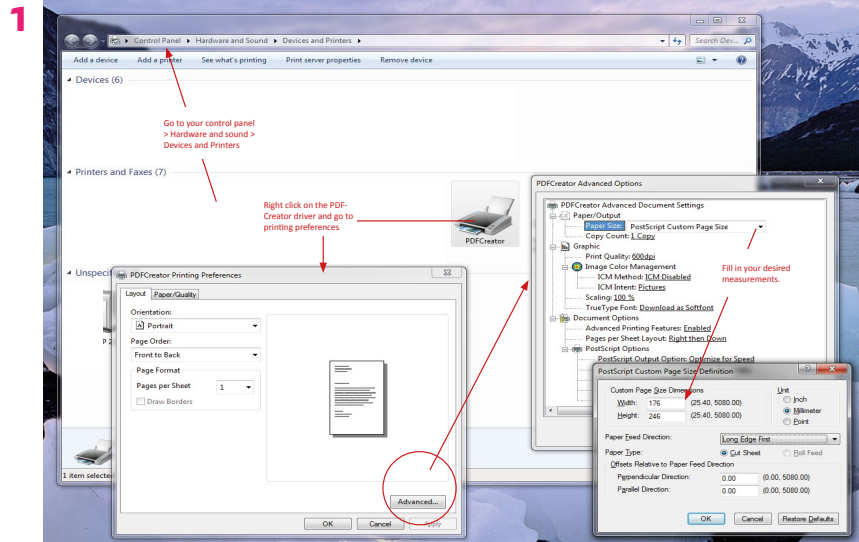 1
Control Panel ▸ Hardware and Sound ▸ Devices and Printers ▸
Search Dev...
Add a device
Add a printer
See what's printing
Print server properties
Remove device
Devices (6)
Go to your control panel
> Hardware and sound >
Devices and Printers
Printers and Faxes (7)
Right click on the PDF-
Creator driver and go to
printing preferences
PDFCreator
1 item selecte
PDFCreator Printing Preferences
Layout
Paper/Quality
Orientation:
Portrait
Page Order:
Front to Back
Page Format
Pages per Sheet
1
Draw Borders
Advanced...
OK
Cancel
Apply
PDFCreator Advanced Options
PDFCreator Advanced Document Settings
Paper/Output
Paper Size: PostScript Custom Page Size
Copy Count: 1 Copy
Graphic
Print Quality: 600dpi
Image Color Management
ICM Method: ICM Disabled
ICM Intent: Pictures
Scaling: 100 %
TrueType Font: Download as Softfont
Document Options
Advanced Printing Features: Enabled
Pages per Sheet Layout: Right then Down
PostScript Options
PostScript Output Option: Optimize for Speed
Fill in your desired
measurements.
PostScript Custom Page Size Definition
Custom Page Size Dimensions
Width: 176 (25.40, 5080.00)
Height: 246 (25.40, 5080.00)
Unit
Inch
Millimeter
Point
Paper Feed Direction: Long Edge First
Paper Type: Cut Sheet Roll Feed
Offsets Relative to Paper Feed Direction
Perpendicular Direction: 0.00 (0.00, 5080.00)
Parallel Direction: 0.00 (0.00, 5080.00)
OK
Cancel
Restore Defaults